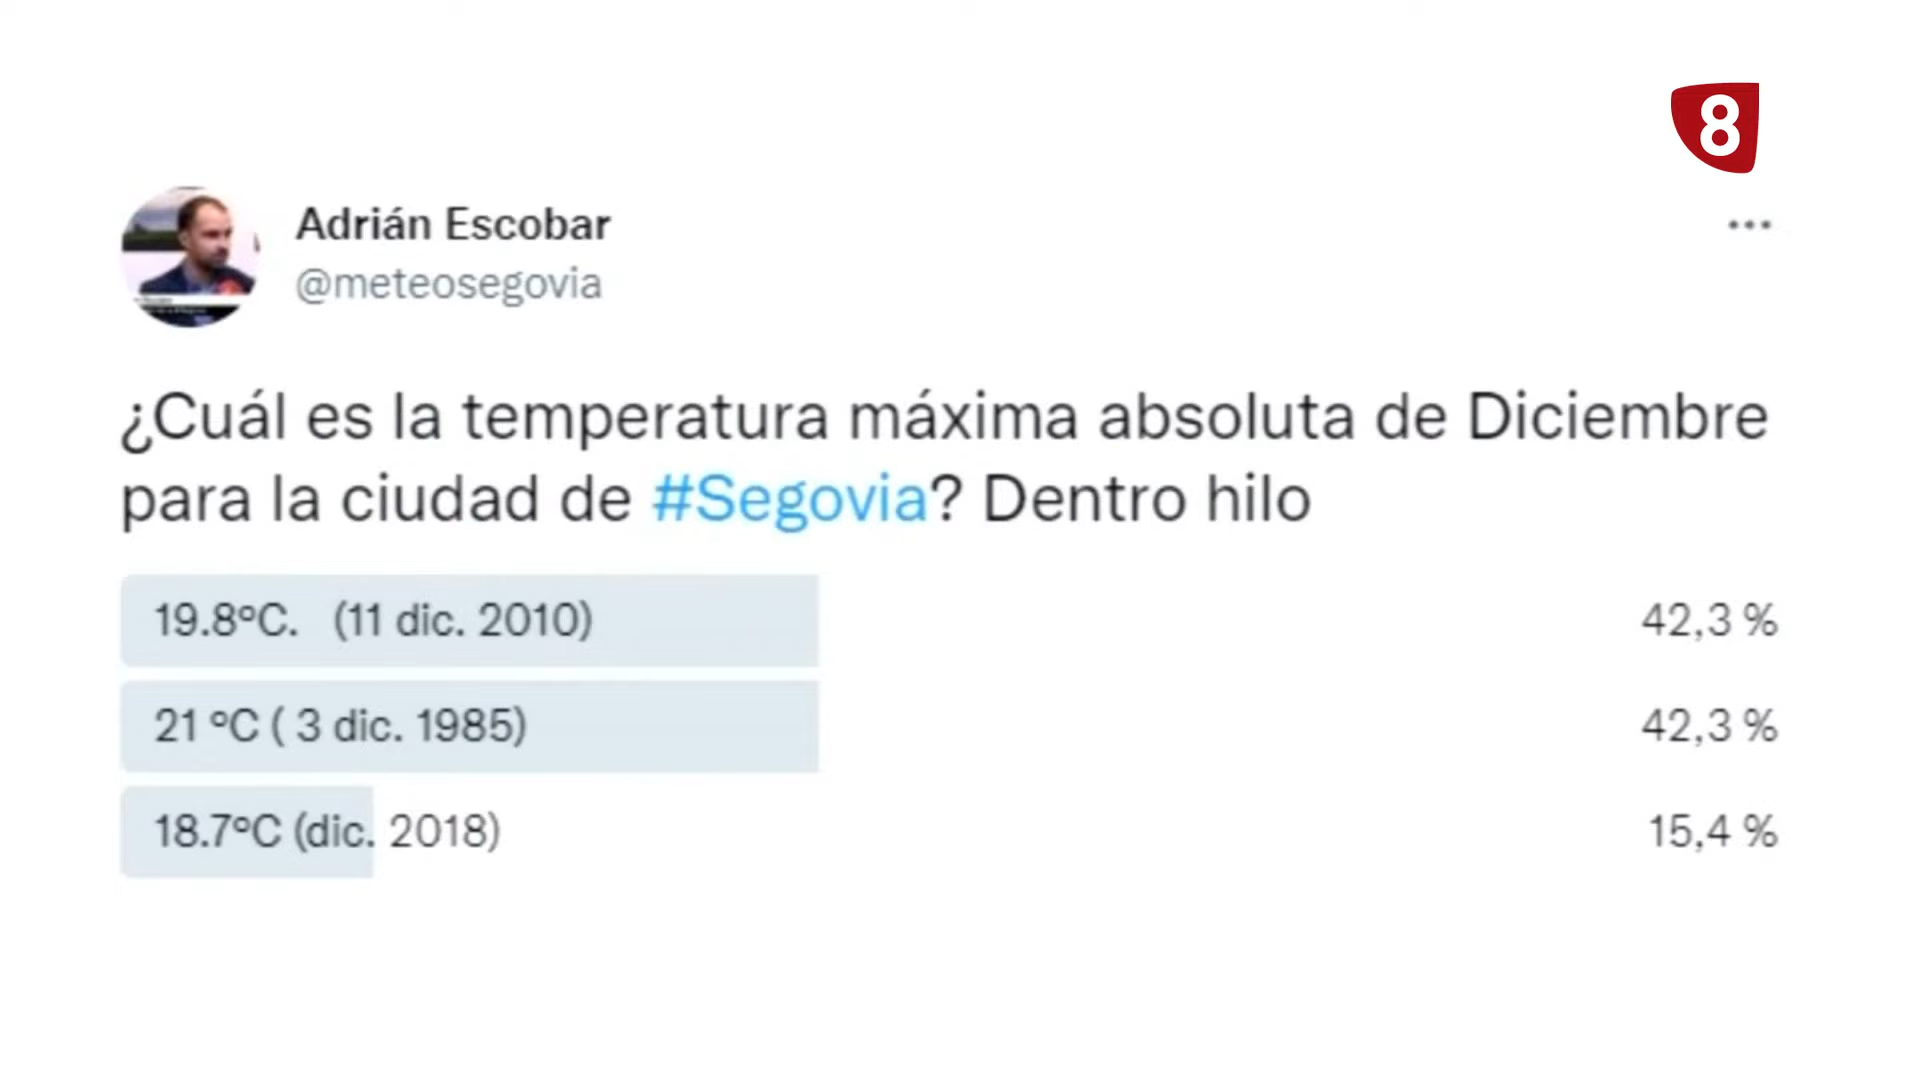 8
Adrián Escobar
@meteosegovia
¿Cuál es la temperatura máxima absoluta de Diciembre
para la ciudad de #Segovia? Dentro hilo
19.8ºC. (11 dic. 2010) 42,3 %
21 ºC ( 3 dic. 1985) 42,3 %
18.7ºC (dic. 2018) 15,4 %